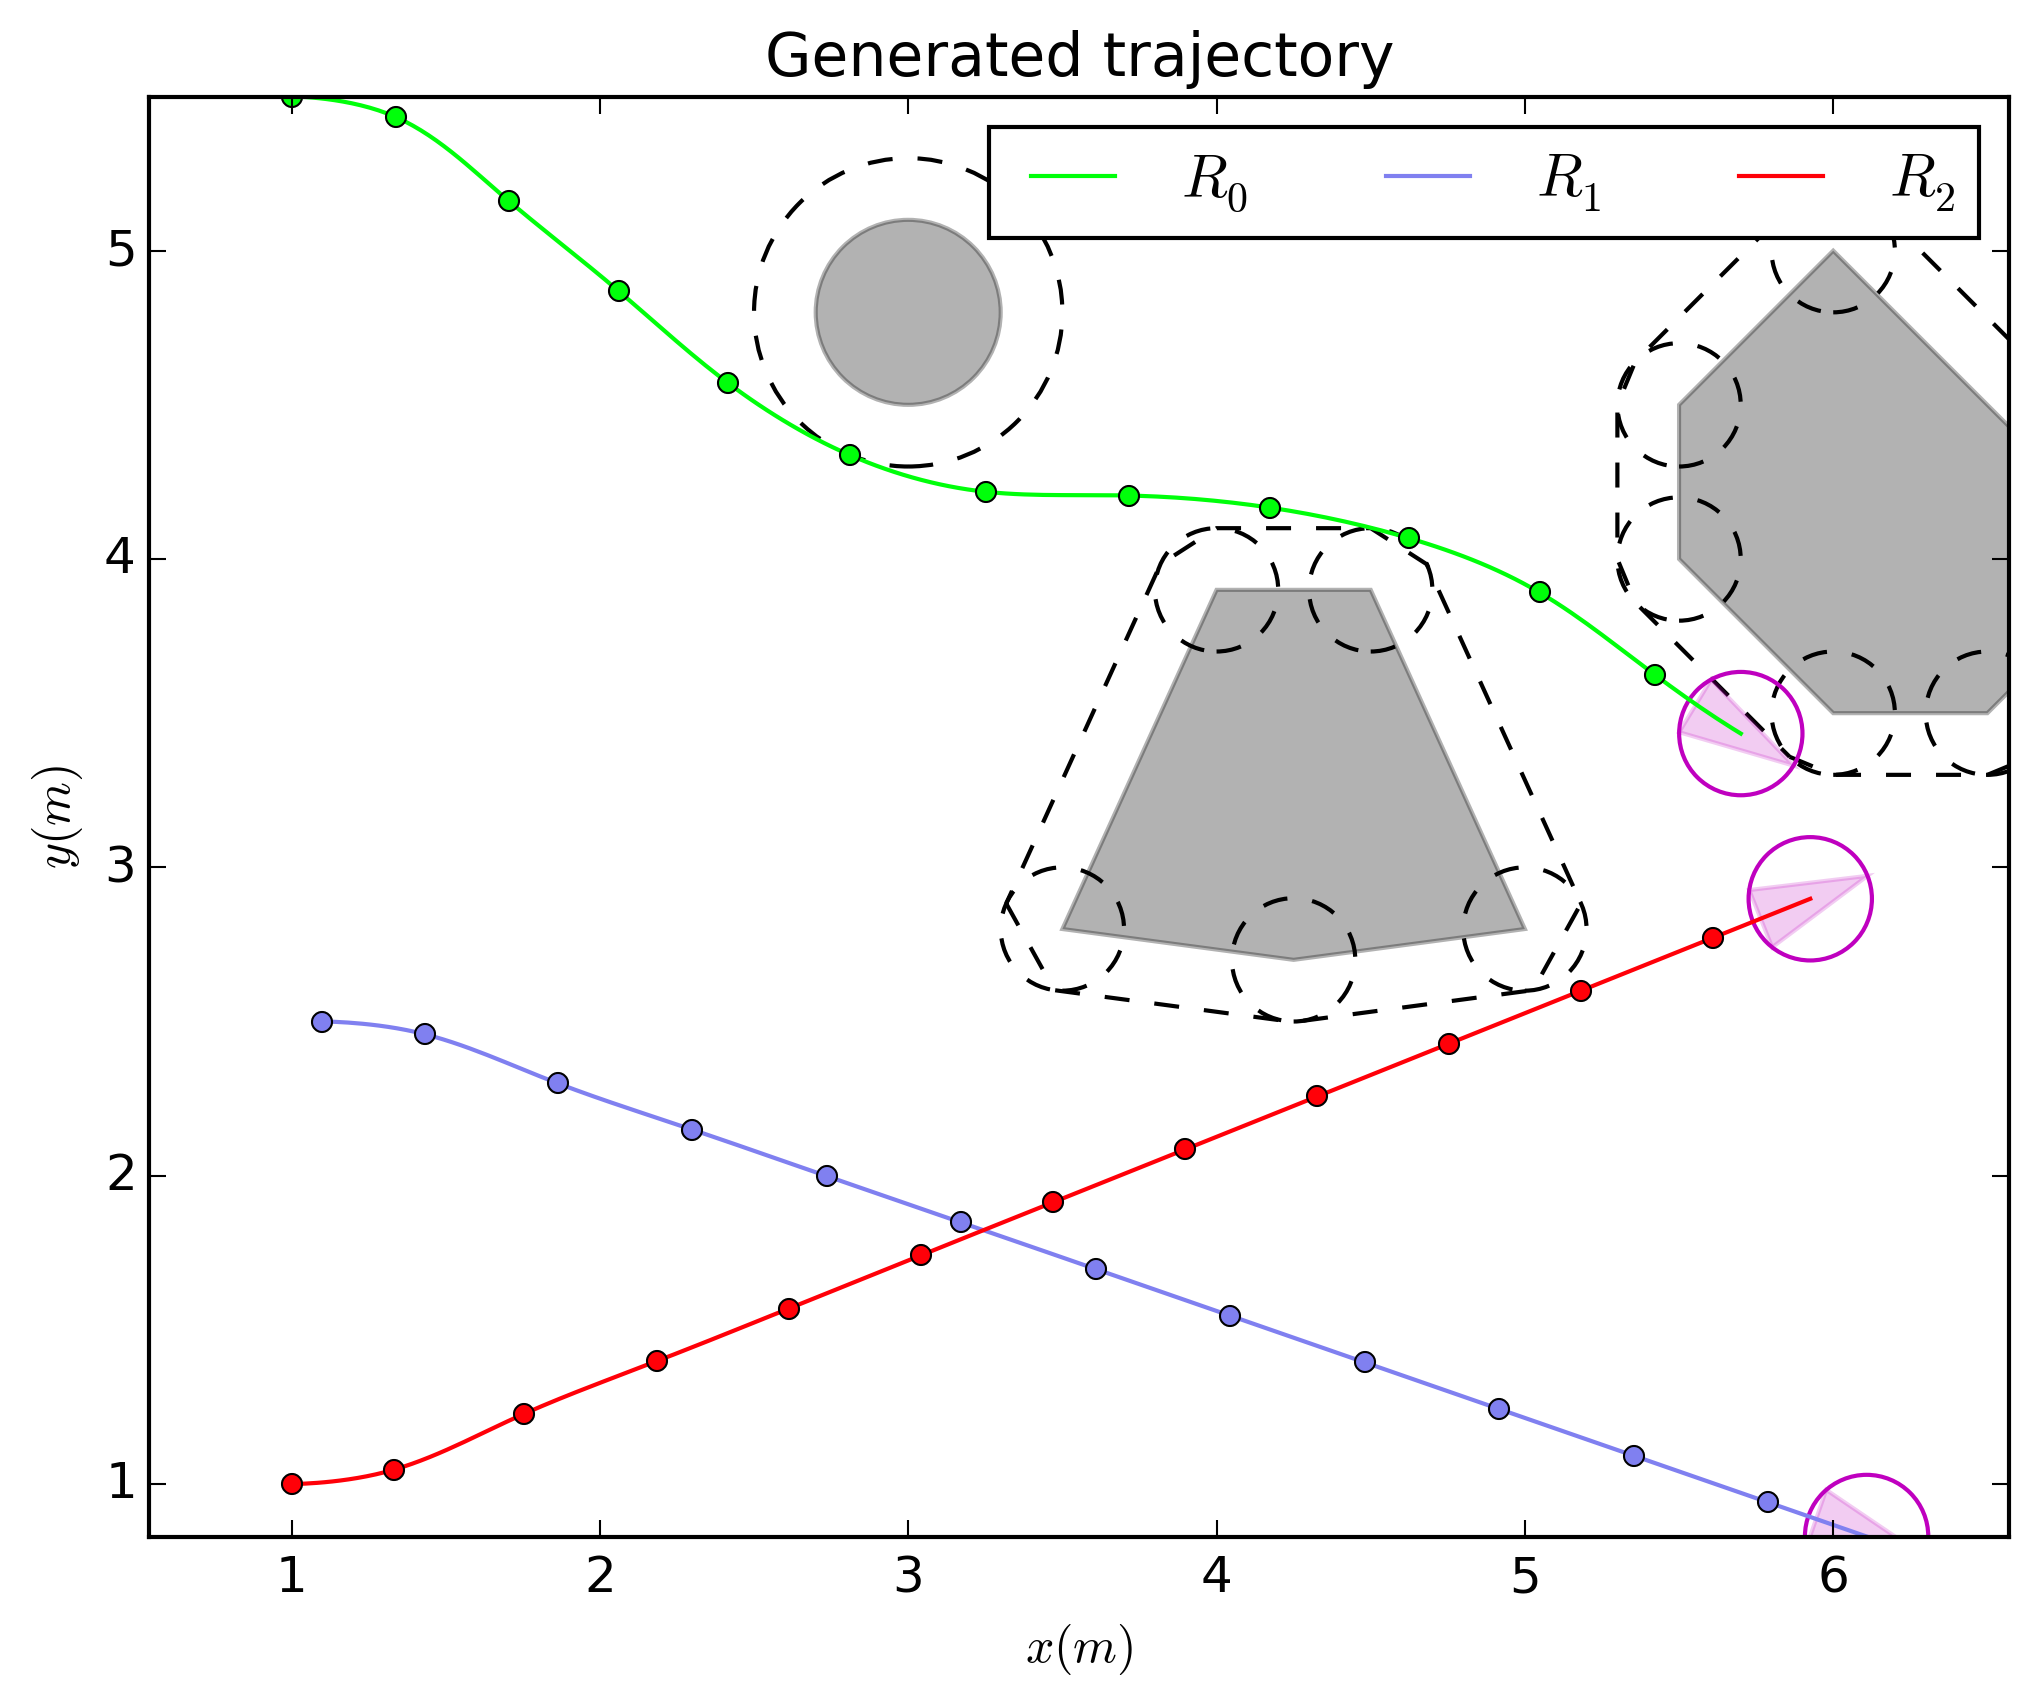 Generated trajectory
R₀ R₁ R₂
5
4
3
2
1
y(m)
1 2 3 4 5 6
x(m)